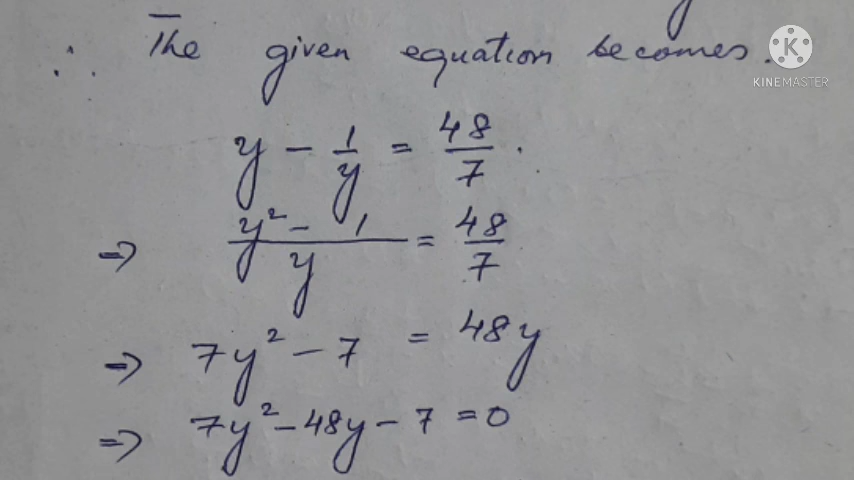 ∴ The given equation becomes.
K
KINEMASTER
y - 1/y = 48/7 .
⇒ y² - 1 / y = 48/7
⇒ 7y² - 7 = 48y
⇒ 7y² - 48y - 7 = 0